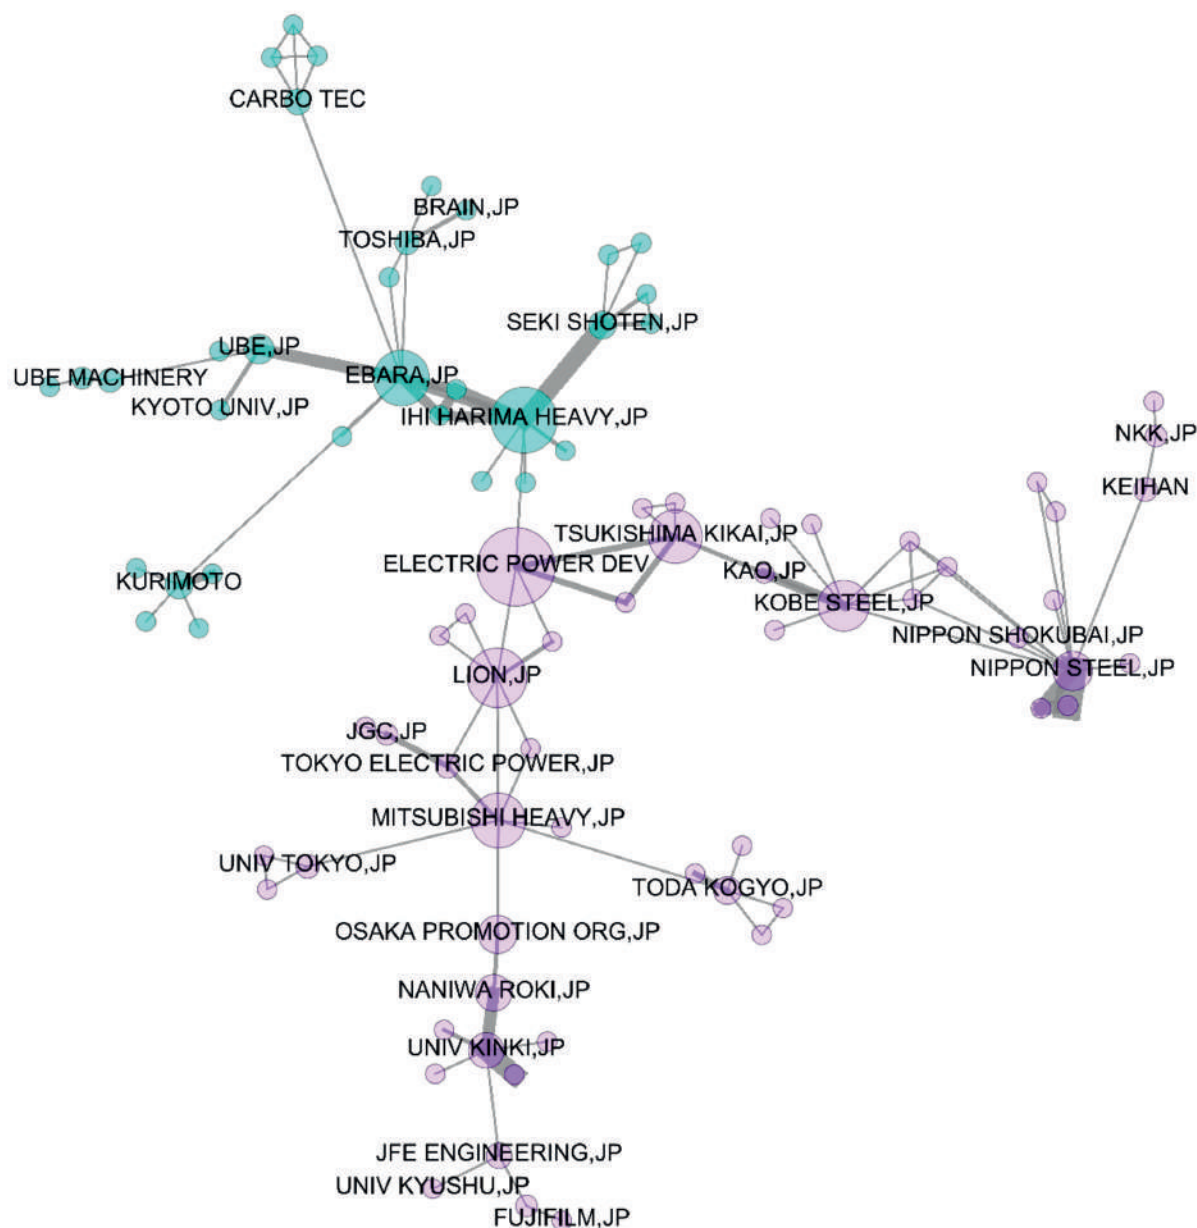 CARBO TEC
BRAIN,JP
TOSHIBA,JP
SEKI SHOTEN,JP
UBE,JP
EBARA,JP
UBE MACHINERY
KYOTO UNIV,JP
IHI HARIMA HEAVY,JP
NKK,JP
KEIHAN
TSUKISHIMA KIKAI,JP
ELECTRIC POWER DEV
KAO,JP
KURIMOTO
KOBE STEEL,JP
NIPPON SHOKUBAI,JP
NIPPON STEEL,JP
LION,JP
JGC,JP
TOKYO ELECTRIC POWER,JP
MITSUBISHI HEAVY,JP
UNIV TOKYO,JP
TODA KOGYO,JP
OSAKA PROMOTION ORG,JP
NANIWA ROKI,JP
UNIV KINKI,JP
JFE ENGINEERING,JP
UNIV KYUSHU,JP
FUJIFILM,JP